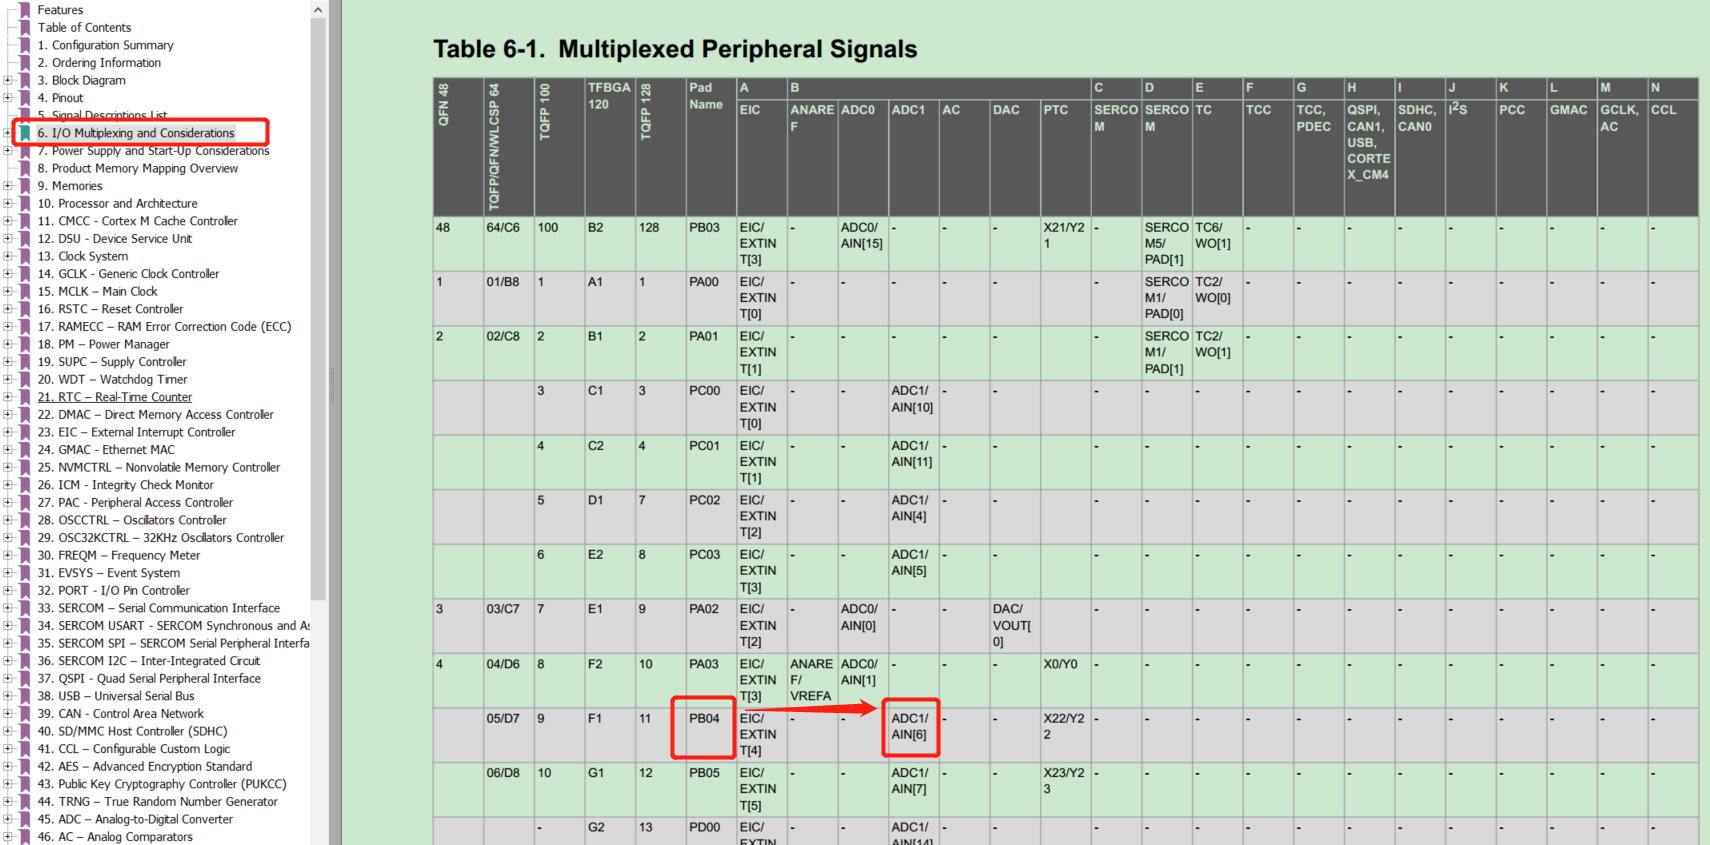 Features
Table of Contents
1. Configuration Summary
2. Ordering Information
3. Block Diagram
4. Pinout
5. Signal Descriptions List
6. I/O Multiplexing and Considerations
7. Power Supply and Start-Up Considerations
8. Product Memory Mapping Overview
9. Memories
10. Processor and Architecture
11. CMCC - Cortex M Cache Controller
12. DSU - Device Service Unit
13. Clock System
14. GCLK - Generic Clock Controller
15. MCLK – Main Clock
16. RSTC – Reset Controller
17. RAMECC – RAM Error Correction Code (ECC)
18. PM – Power Manager
19. SUPC – Supply Controller
20. WDT – Watchdog Timer
21. RTC – Real-Time Counter
22. DMAC – Direct Memory Access Controller
23. EIC – External Interrupt Controller
24. GMAC - Ethernet MAC
25. NVMCTRL – Nonvolatile Memory Controller
26. ICM - Integrity Check Monitor
27. PAC - Peripheral Access Controller
28. OSCCTRL – Oscillators Controller
29. OSC32KCTRL – 32KHz Oscillators Controller
30. FREQM – Frequency Meter
31. EVSYS – Event System
32. PORT - I/O Pin Controller
33. SERCOM – Serial Communication Interface
34. SERCOM USART - SERCOM Synchronous and As
35. SERCOM SPI – SERCOM Serial Peripheral Interfa
36. SERCOM I2C – Inter-Integrated Circuit
37. QSPI - Quad Serial Peripheral Interface
38. USB – Universal Serial Bus
39. CAN - Control Area Network
40. SD/MMC Host Controller (SDHC)
41. CCL – Configurable Custom Logic
42. AES – Advanced Encryption Standard
43. Public Key Cryptography Controller (PUKCC)
44. TRNG – True Random Number Generator
45. ADC – Analog-to-Digital Converter
46. AC – Analog Comparators
Table 6-1. Multiplexed Peripheral Signals
QFN 48 TQFP/QFN/WLCSP 64 TQFP 100 TFBGA 120 TQFP 128 Pad Name A B C D E F G H I J K L M N
EIC ANAREF ADC0 ADC1 AC DAC PTC SERCOM SERCOM TC TCC TCC, PDEC QSPI, CAN1, USB, CORTEX_CM4 SDHC, CAN0 I²S PCC GMAC GCLK, AC CCL
48 64/C6 100 B2 128 PB03 EIC/EXTINT[3] - ADC0/AIN[15] - - - X21/Y21 - SERCOM5/PAD[1] TC6/WO[1] - - - - - - - - -
1 01/B8 1 A1 1 PA00 EIC/EXTINT[0] - - - - - - SERCOM1/PAD[0] TC2/WO[0] - - - - - - - - -
2 02/C8 2 B1 2 PA01 EIC/EXTINT[1] - - - - - - SERCOM1/PAD[1] TC2/WO[1] - - - - - - - - -
3 C1 3 PC00 EIC/EXTINT[0] - - ADC1/AIN[10] - - - - - - - - - - - - - -
4 C2 4 PC01 EIC/EXTINT[1] - - ADC1/AIN[11] - - - - - - - - - - - - - -
5 D1 7 PC02 EIC/EXTINT[2] - - ADC1/AIN[4] - - - - - - - - - - - - - -
6 E2 8 PC03 EIC/EXTINT[3] - - ADC1/AIN[5] - - - - - - - - - - - - - -
3 03/C7 7 E1 9 PA02 EIC/EXTINT[2] - ADC0/AIN[0] - - DAC/VOUT[0] - - - - - - - - - - - -
4 04/D6 8 F2 10 PA03 EIC/EXTINT[3] ANAREF/VREFA ADC0/AIN[1] - - - X0/Y0 - - - - - - - - - - - -
05/D7 9 F1 11 PB04 EIC/EXTINT[4] - - ADC1/AIN[6] - - X22/Y22 - - - - - - - - - - - -
06/D8 10 G1 12 PB05 EIC/EXTINT[5] - - ADC1/AIN[7] - - X23/Y23 - - - - - - - - - - - -
- G2 13 PD00 EIC/EXTINT - - ADC1/AIN[14] - - - - - - - - - - - - - -